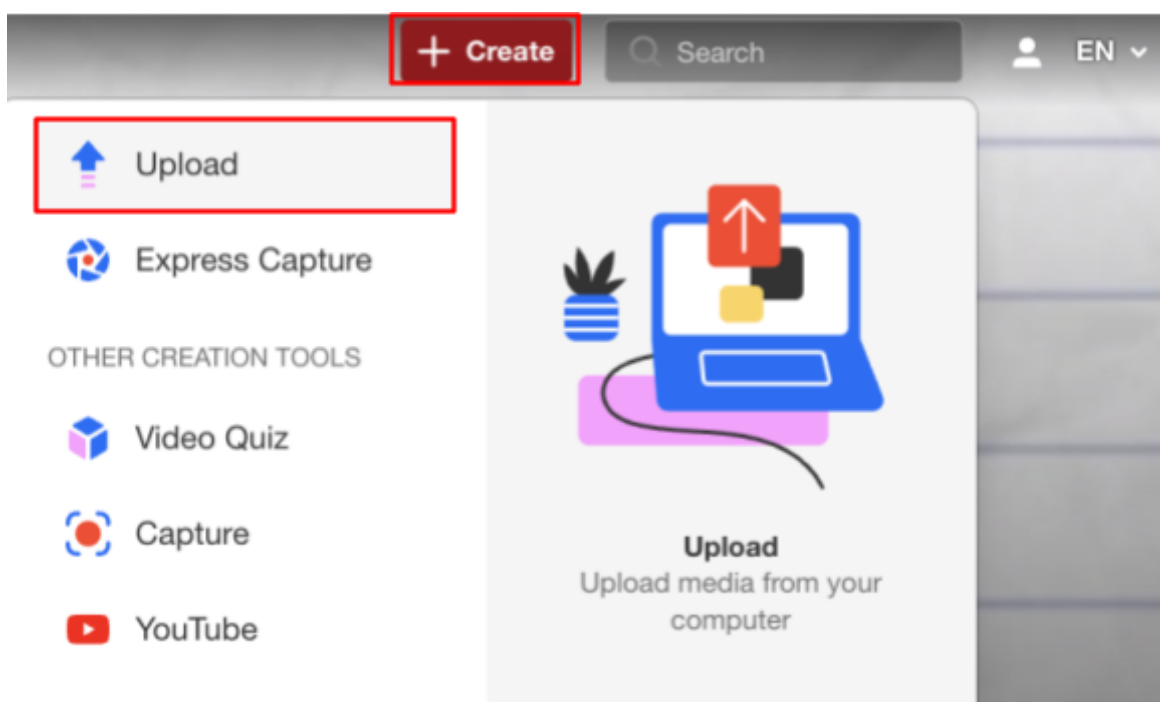 + Create
Search
EN
Upload
Express Capture
OTHER CREATION TOOLS
Video Quiz
Capture
YouTube
Upload
Upload media from your
computer